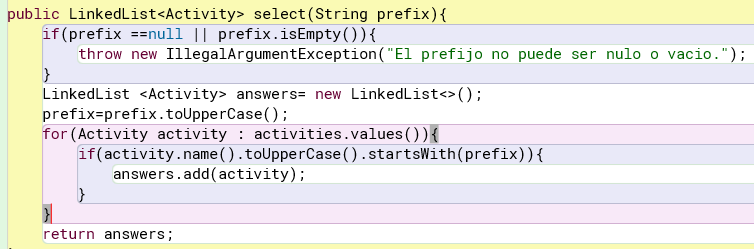 public LinkedList<Activity> select(String prefix){
if(prefix ==null || prefix.isEmpty()){
throw new IllegalArgumentException("El prefijo no puede ser nulo o vacio.");
}
LinkedList <Activity> answers= new LinkedList<>();
prefix=prefix.toUpperCase();
for(Activity activity : activities.values()){
if(activity.name().toUpperCase().startsWith(prefix)){
answers.add(activity);
}
}
return answers;